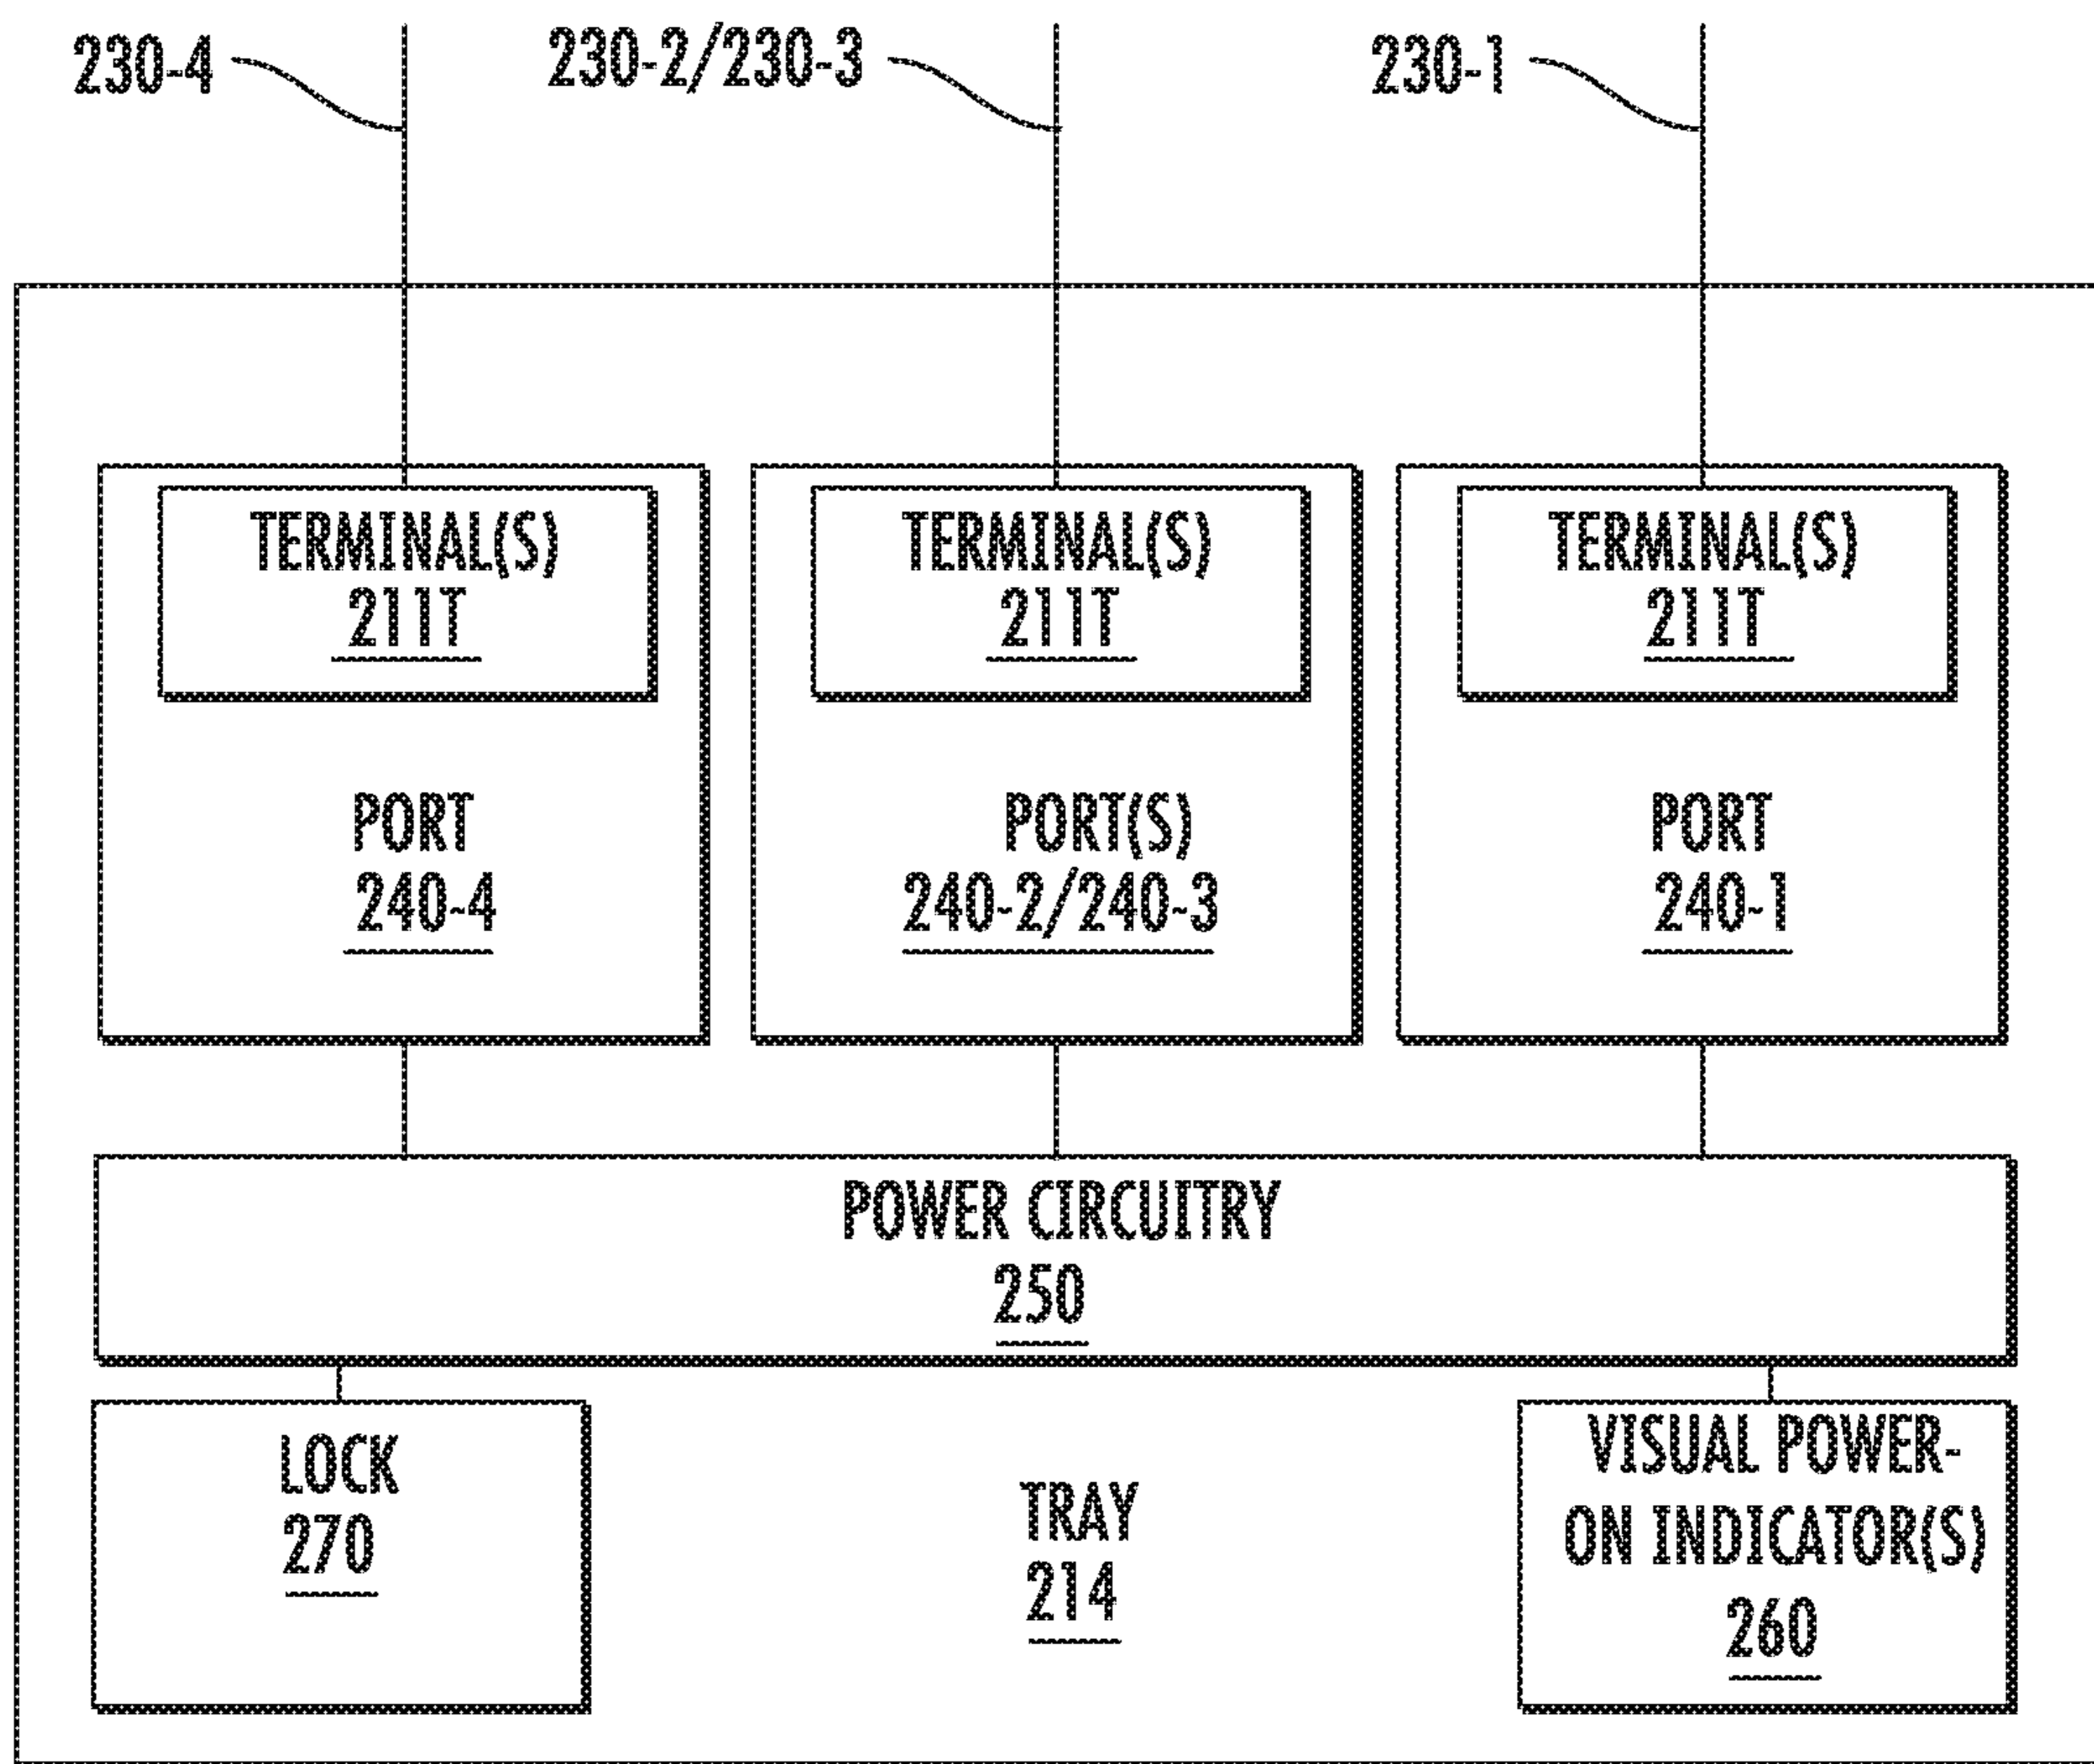 230-4
230-2/230-3
230-1
TERMINAL(S)
211T
TERMINAL(S)
211T
TERMINAL(S)
211T
PORT
240-4
PORT(S)
240-2/240-3
PORT
240-1
POWER CIRCUITRY
250
LOCK
270
TRAY
214
VISUAL POWER-
ON INDICATOR(S)
260